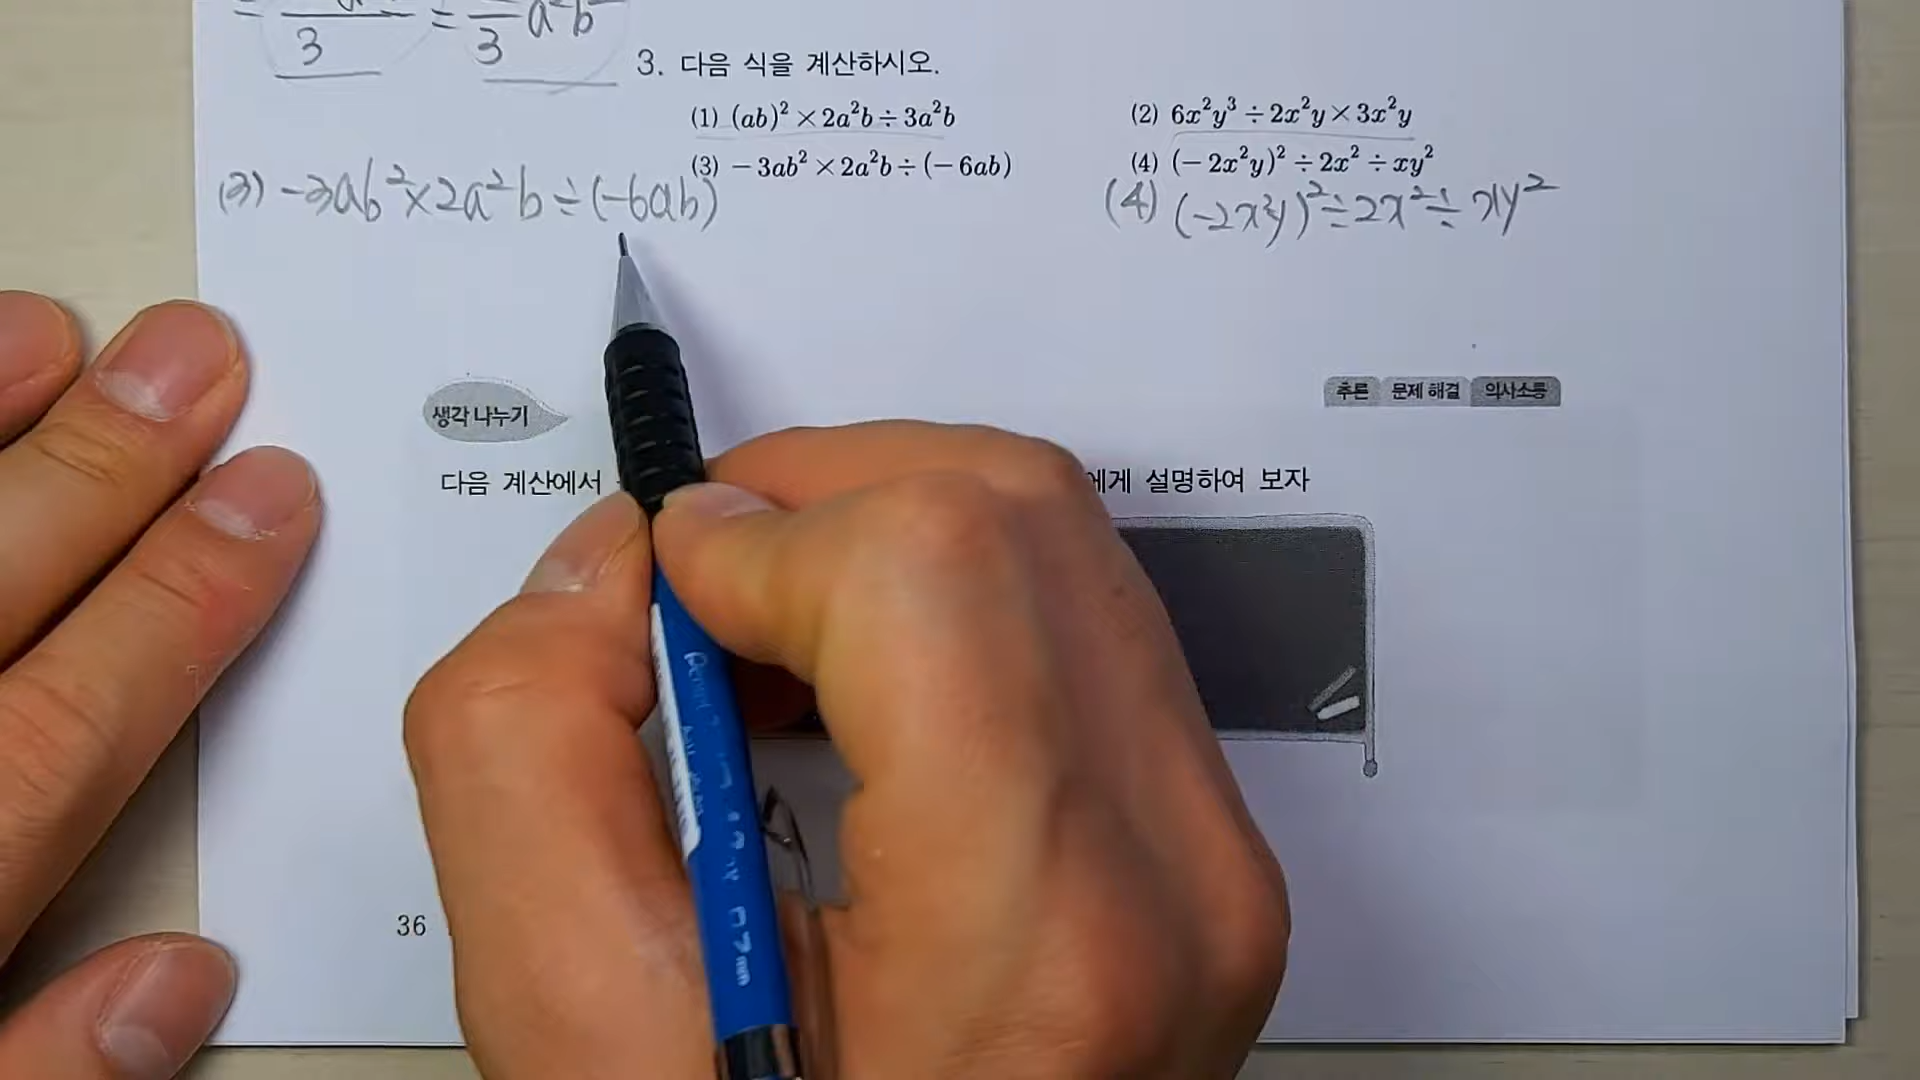 3
3 a²b
3. 다음 식을 계산하시오.
(1) (ab)² × 2a²b ÷ 3a²b
(2) 6x²y³ ÷ 2x²y × 3x²y
(3) −3ab² × 2a²b ÷ (−6ab)
(4) (−2x²y)² ÷ 2x² ÷ xy²
(3) −3ab² × 2a²b ÷ (−6ab)
(4) (−2x²y)² ÷ 2x² ÷ xy²
추론 문제 해결 의사소통
생각 나누기
다음 계산에서 에게 설명하여 보자
36